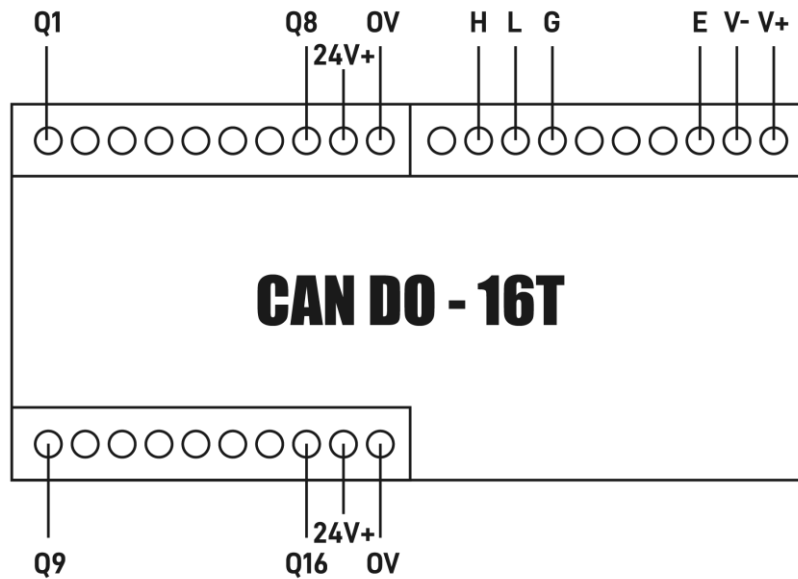 Q1 Q8 0V H L G E V- V+
24V+
CAN DO - 16T
24V+
Q9 Q16 0V